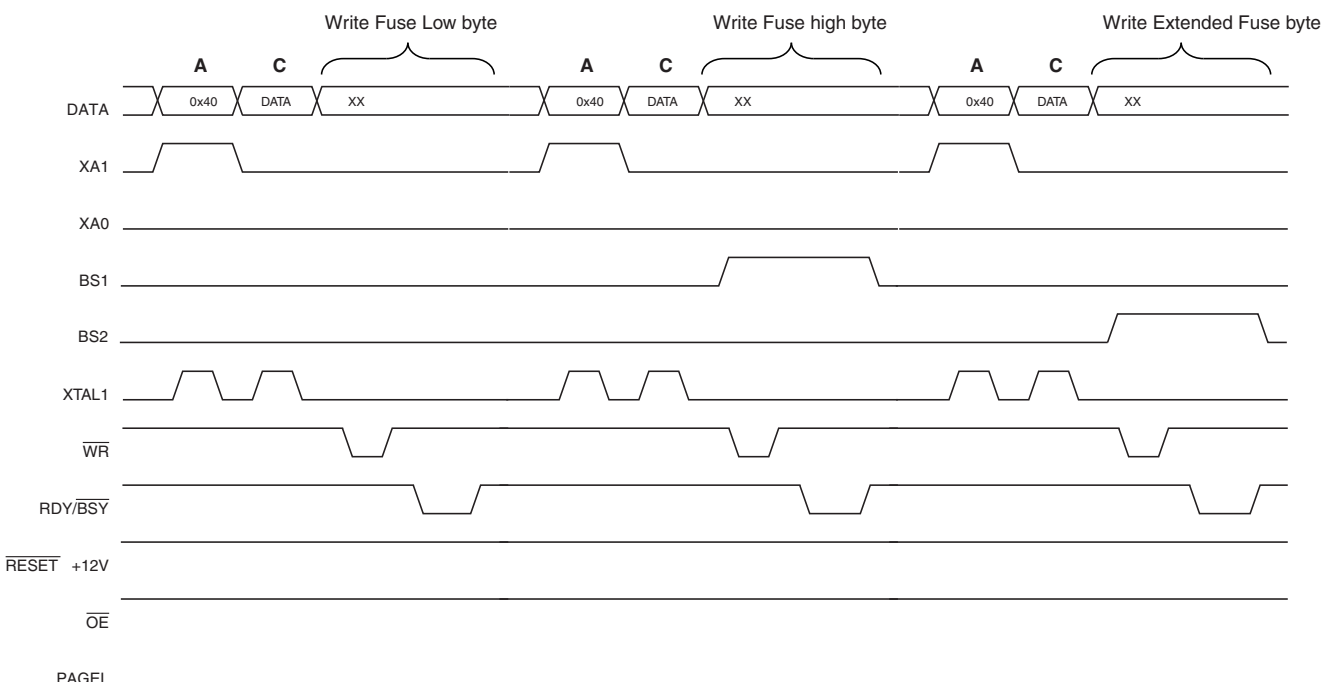 Write Fuse Low byte Write Fuse high byte Write Extended Fuse byte
A C A C A C
DATA 0x40 DATA XX 0x40 DATA XX 0x40 DATA XX
XA1
XA0
BS1
BS2
XTAL1
WR
RDY/BSY
RESET +12V
OE
PAGEL